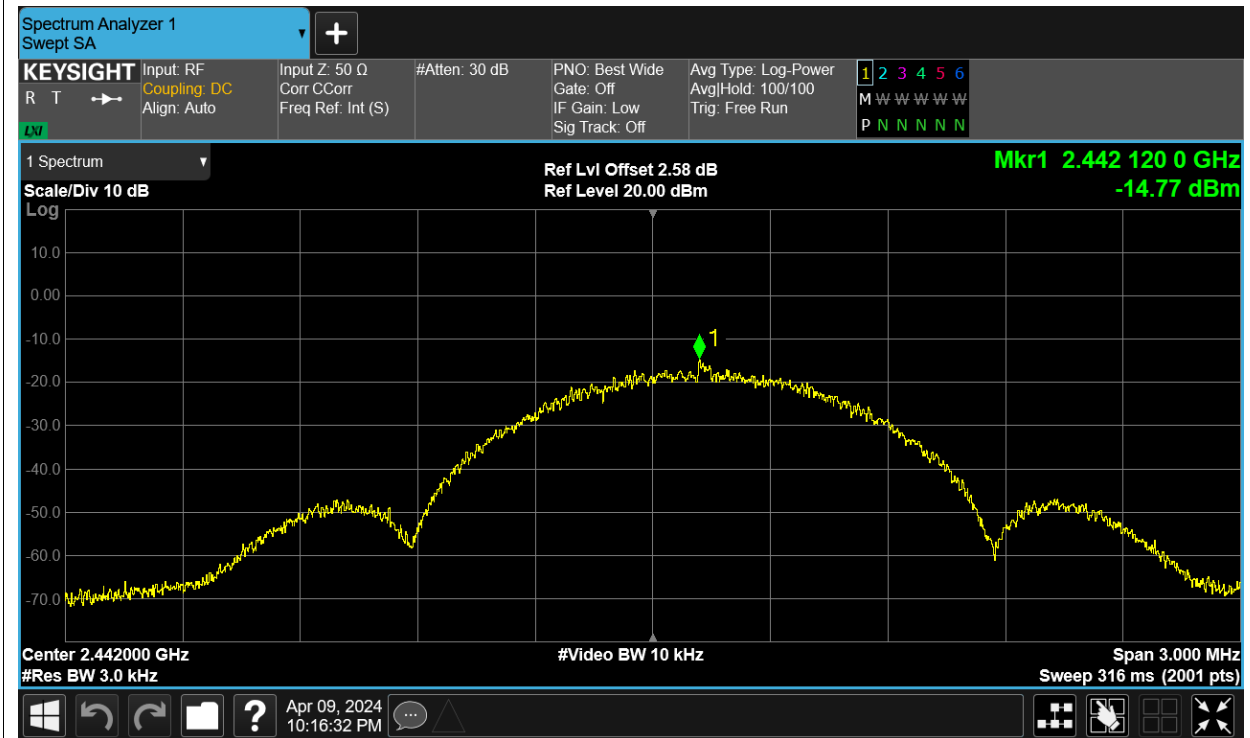 Spectrum Analyzer 1
Swept SA
KEYSIGHT
R T
LXI
Input: RF
Coupling: DC
Align: Auto
Input Z: 50 Ω
Corr CCorr
Freq Ref: Int (S)
#Atten: 30 dB
PNO: Best Wide
Gate: Off
IF Gain: Low
Sig Track: Off
Avg Type: Log-Power
Avg|Hold: 100/100
Trig: Free Run
1 2 3 4 5 6
M W W W W W
P N N N N N
1 Spectrum
Scale/Div 10 dB
Log
Ref Lvl Offset 2.58 dB
Ref Level 20.00 dBm
Mkr1 2.442 120 0 GHz
-14.77 dBm
10.0
0.00
-10.0
1
-20.0
-30.0
-40.0
-50.0
-60.0
-70.0
Center 2.442000 GHz
#Video BW 10 kHz
Span 3.000 MHz
#Res BW 3.0 kHz
Sweep 316 ms (2001 pts)
?
Apr 09, 2024
10:16:32 PM